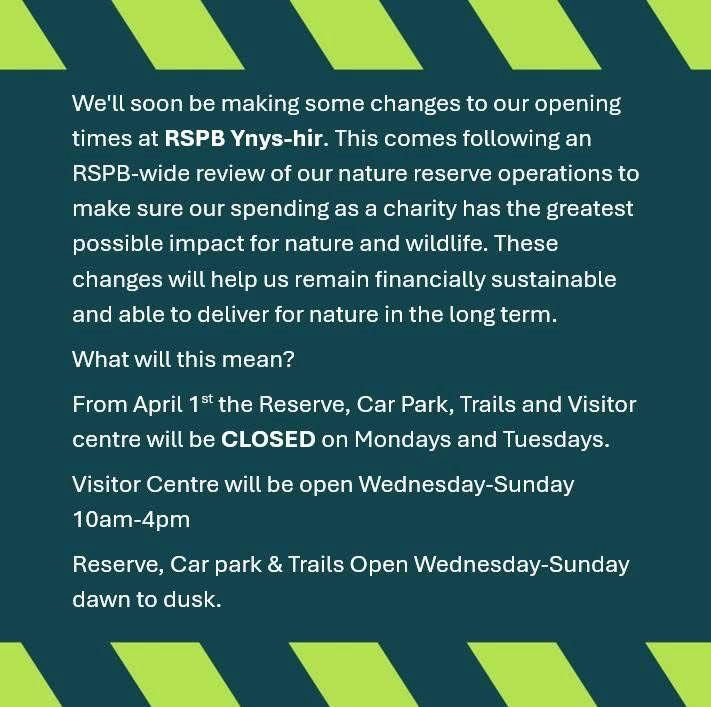 We'll soon be making some changes to our opening
times at RSPB Ynys-hir. This comes following an
RSPB-wide review of our nature reserve operations to
make sure our spending as a charity has the greatest
possible impact for nature and wildlife. These
changes will help us remain financially sustainable
and able to deliver for nature in the long term.
What will this mean?
From April 1st the Reserve, Car Park, Trails and Visitor
centre will be CLOSED on Mondays and Tuesdays.
Visitor Centre will be open Wednesday-Sunday
10am-4pm
Reserve, Car park & Trails Open Wednesday-Sunday
dawn to dusk.